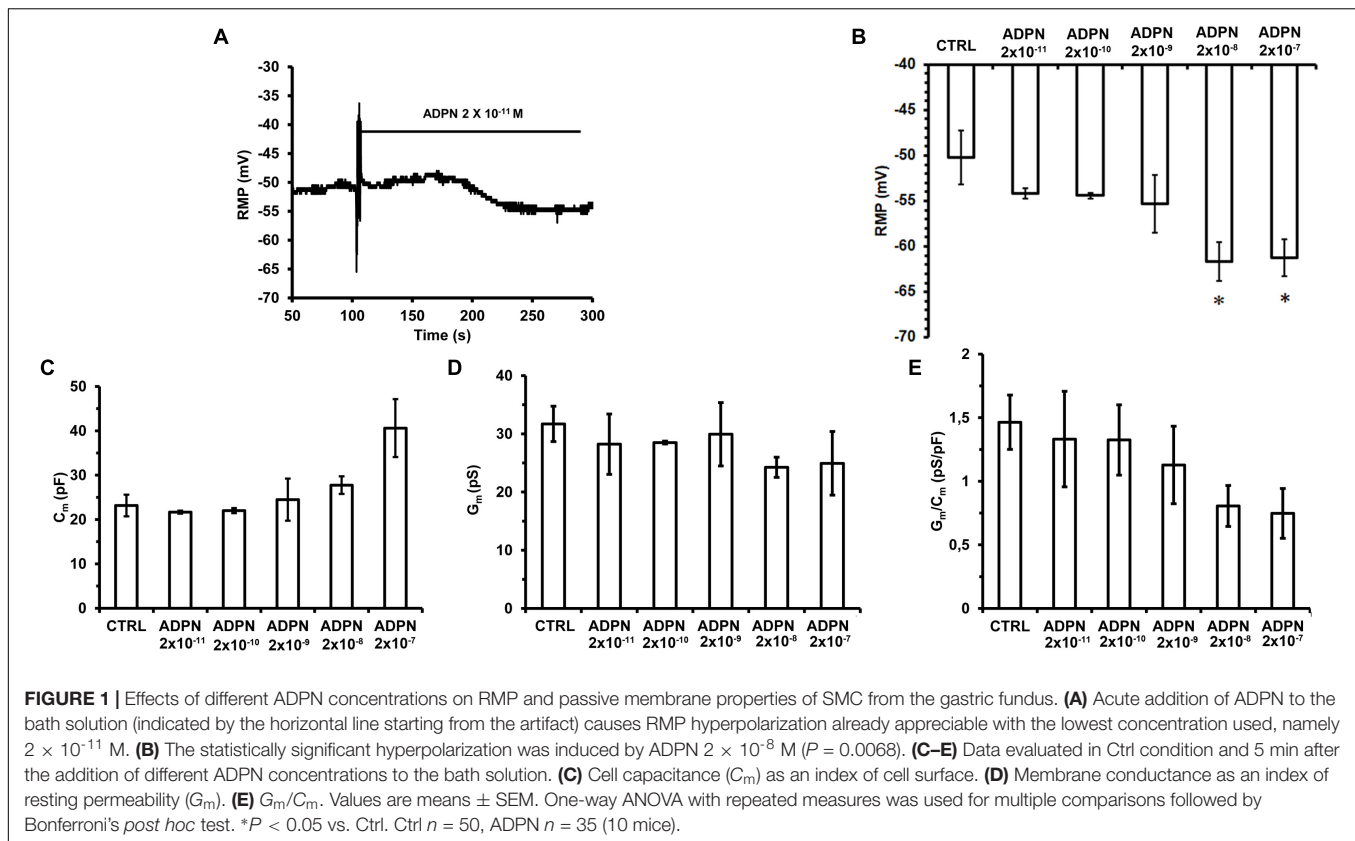 A
-30
-35
-40
-45
-50
-55
-60
-65
-70
RMP (mV)
ADPN 2 X 10⁻¹¹ M
50 100 150 200 250 300
Time (s)
B
CTRL ADPN 2x10⁻¹¹ ADPN 2x10⁻¹⁰ ADPN 2x10⁻⁹ ADPN 2x10⁻⁸ ADPN 2x10⁻⁷
-40
-45
-50
-55
-60
-65
-70
RMP (mV)
* *
C
50
40
30
20
10
0
Cₘ (pF)
CTRL ADPN 2x10⁻¹¹ ADPN 2x10⁻¹⁰ ADPN 2x10⁻⁹ ADPN 2x10⁻⁸ ADPN 2x10⁻⁷
D
40
30
20
10
0
Gₘ (pS)
CTRL ADPN 2x10⁻¹¹ ADPN 2x10⁻¹⁰ ADPN 2x10⁻⁹ ADPN 2x10⁻⁸ ADPN 2x10⁻⁷
E
2
1,5
1
0,5
0
Gₘ/Cₘ (pS/pF)
CTRL ADPN 2x10⁻¹¹ ADPN 2x10⁻¹⁰ ADPN 2x10⁻⁹ ADPN 2x10⁻⁸ ADPN 2x10⁻⁷
FIGURE 1 | Effects of different ADPN concentrations on RMP and passive membrane properties of SMC from the gastric fundus. (A) Acute addition of ADPN to the
bath solution (indicated by the horizontal line starting from the artifact) causes RMP hyperpolarization already appreciable with the lowest concentration used, namely
2 × 10⁻¹¹ M. (B) The statistically significant hyperpolarization was induced by ADPN 2 × 10⁻⁸ M (P = 0.0068). (C–E) Data evaluated in Ctrl condition and 5 min after
the addition of different ADPN concentrations to the bath solution. (C) Cell capacitance (Cₘ) as an index of cell surface. (D) Membrane conductance as an index of
resting permeability (Gₘ). (E) Gₘ/Cₘ. Values are means ± SEM. One-way ANOVA with repeated measures was used for multiple comparisons followed by
Bonferroni's post hoc test. *P < 0.05 vs. Ctrl. Ctrl n = 50, ADPN n = 35 (10 mice).